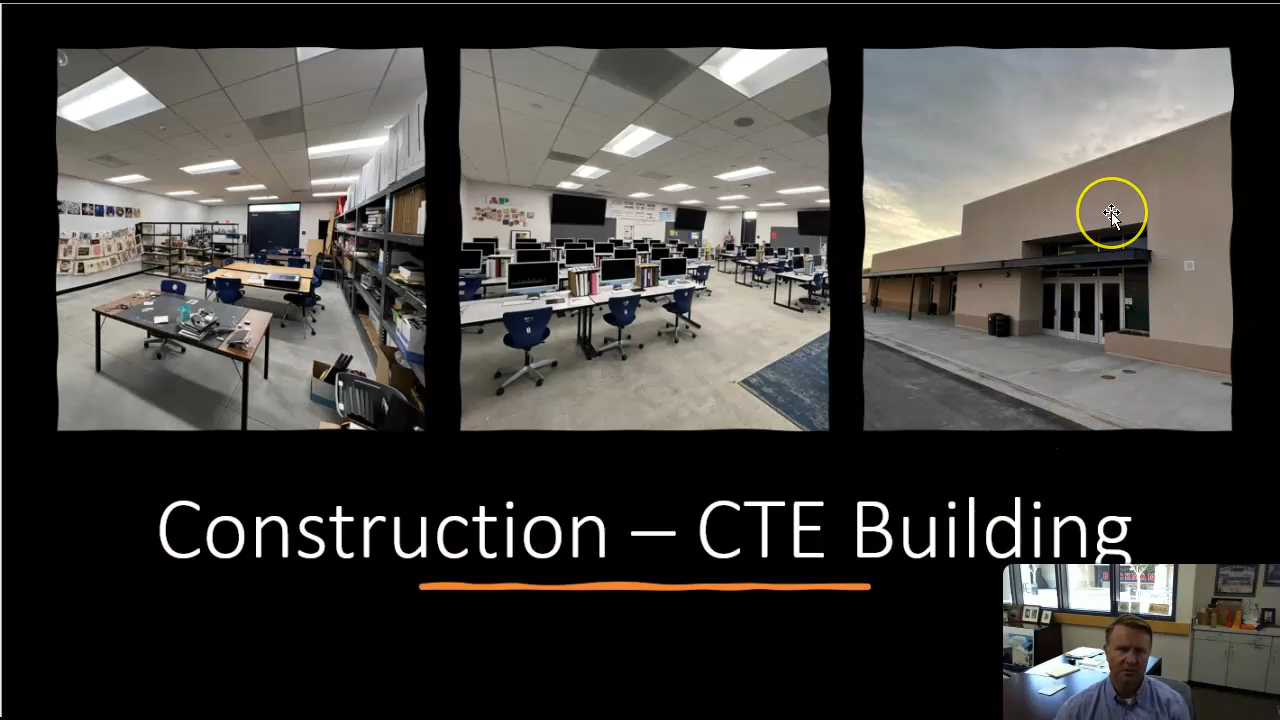 AP
Construction – CTE Building